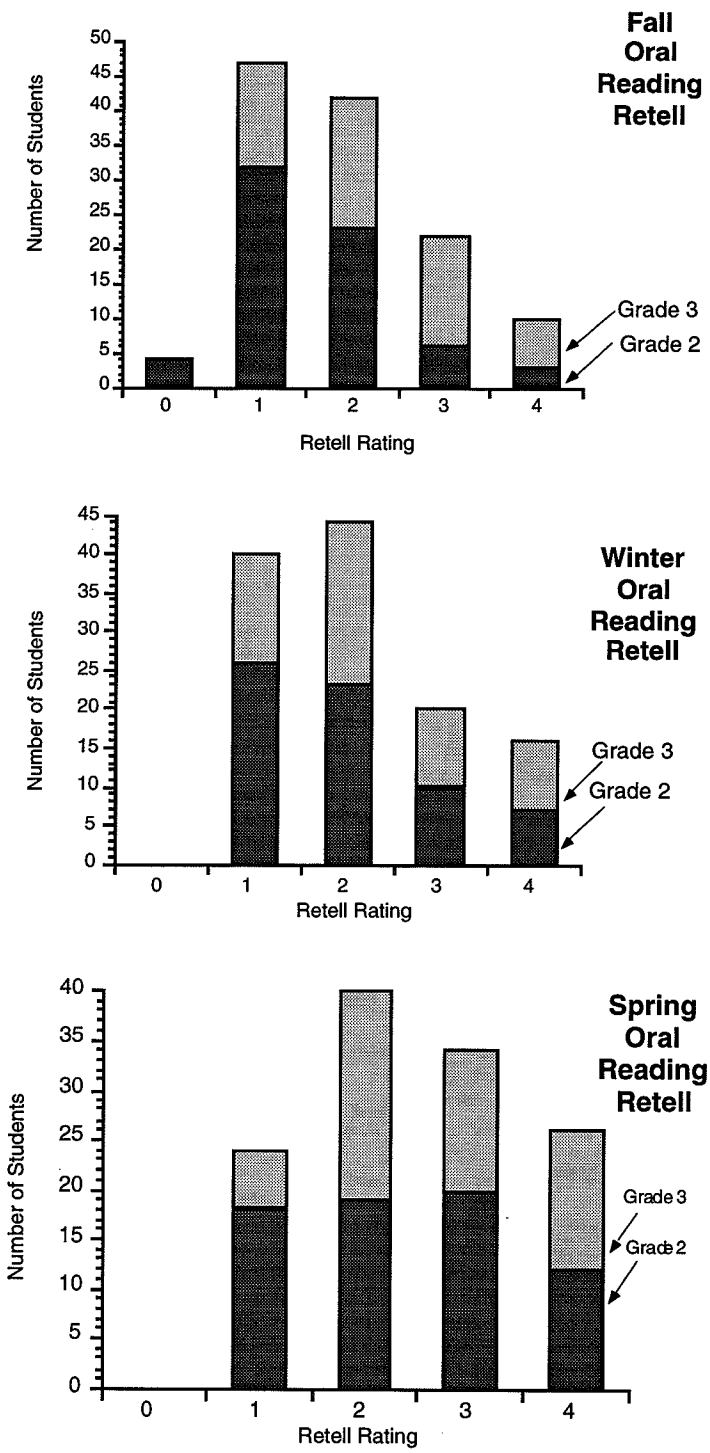 Fall
Oral
Reading
Retell
Number of Students
50
45
40
35
30
25
20
15
10
5
0
Grade 3
Grade 2
0 1 2 3 4
Retell Rating
Winter
Oral
Reading
Retell
Number of Students
45
40
35
30
25
20
15
10
5
0
Grade 3
Grade 2
0 1 2 3 4
Retell Rating
Spring
Oral
Reading
Retell
Number of Students
40
35
30
25
20
15
10
5
0
Grade 3
Grade 2
0 1 2 3 4
Retell Rating